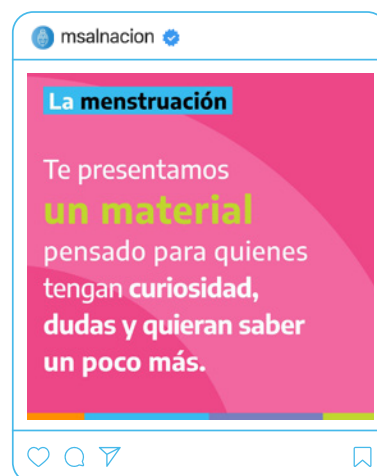 msalnacion
La menstruación
Te presentamos
un material
pensado para quienes
tengan curiosidad,
dudas y quieran saber
un poco más.